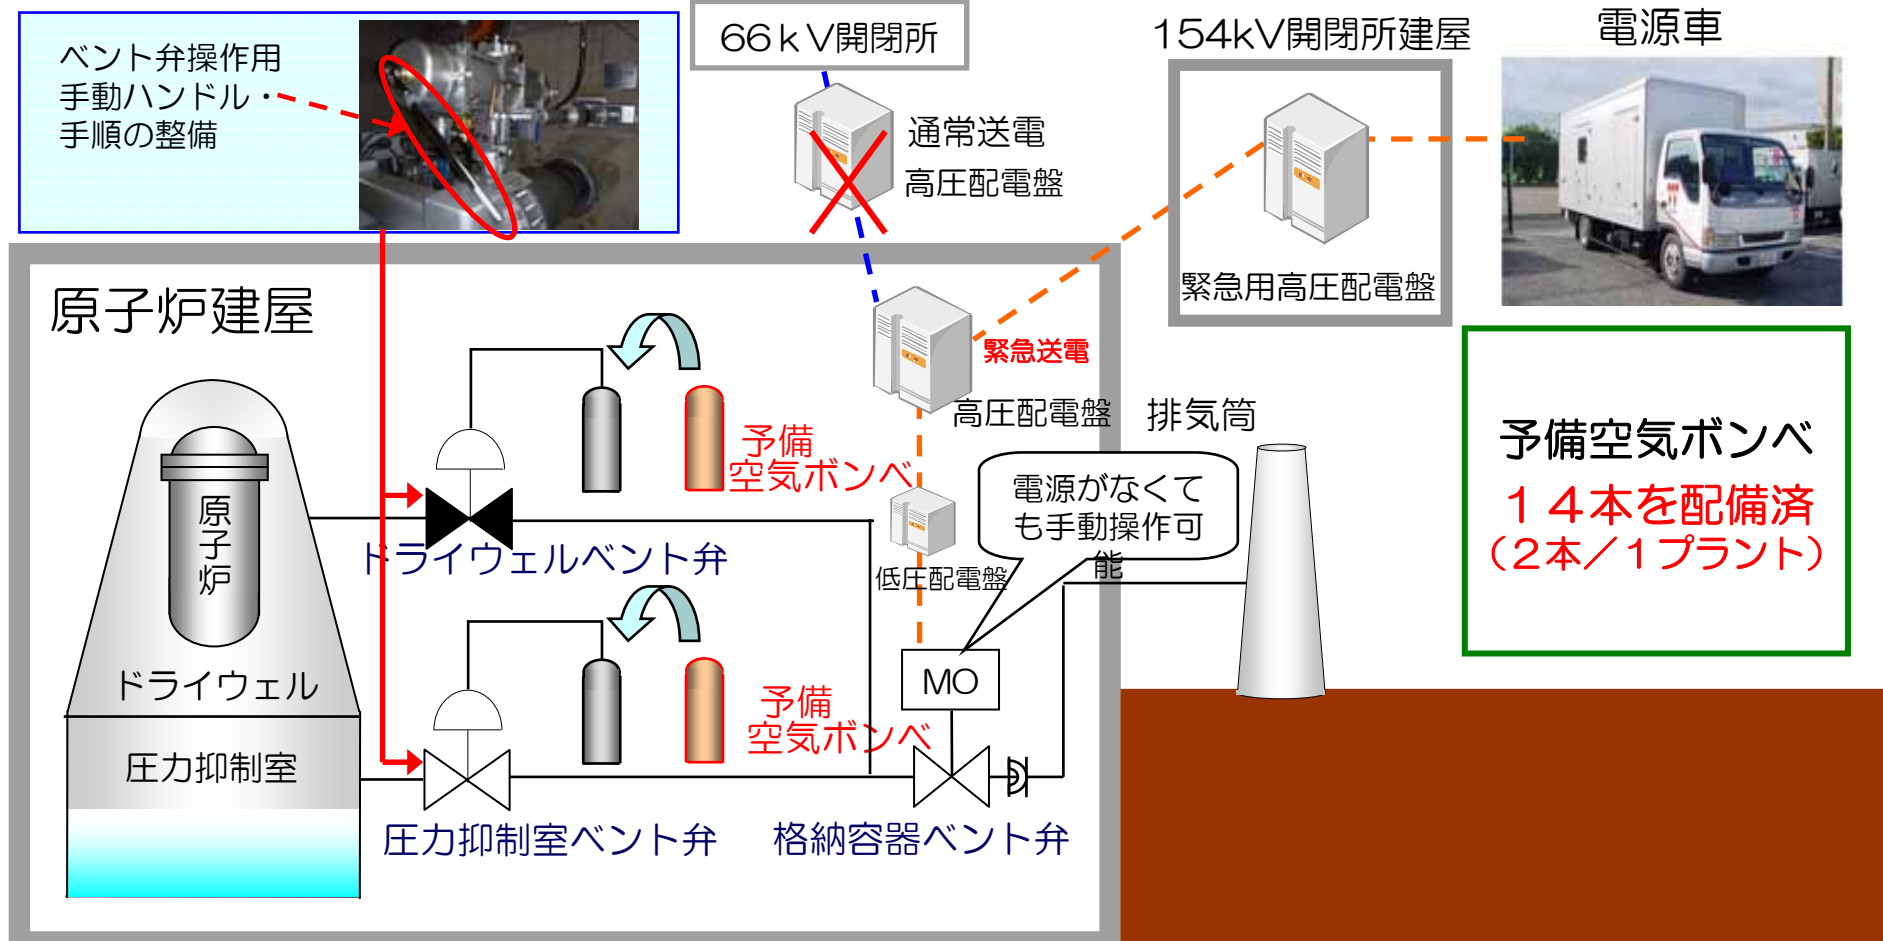 ベント弁操作用
手動ハンドル・
手順の整備
66kV開閉所
154kV開閉所建屋
電源車
通常送電
高圧配電盤
緊急用高圧配電盤
原子炉建屋
緊急送電
高圧配電盤
排気筒
予備
空気ボンベ
電源がなくて
も手動操作可
能
予備空気ボンベ
14本を配備済
(2本/1プラント)
原
子
炉
ドライウェルベント弁
低圧配電盤
ドライウェル
MO
予備
空気ボンベ
圧力抑制室
圧力抑制室ベント弁
格納容器ベント弁